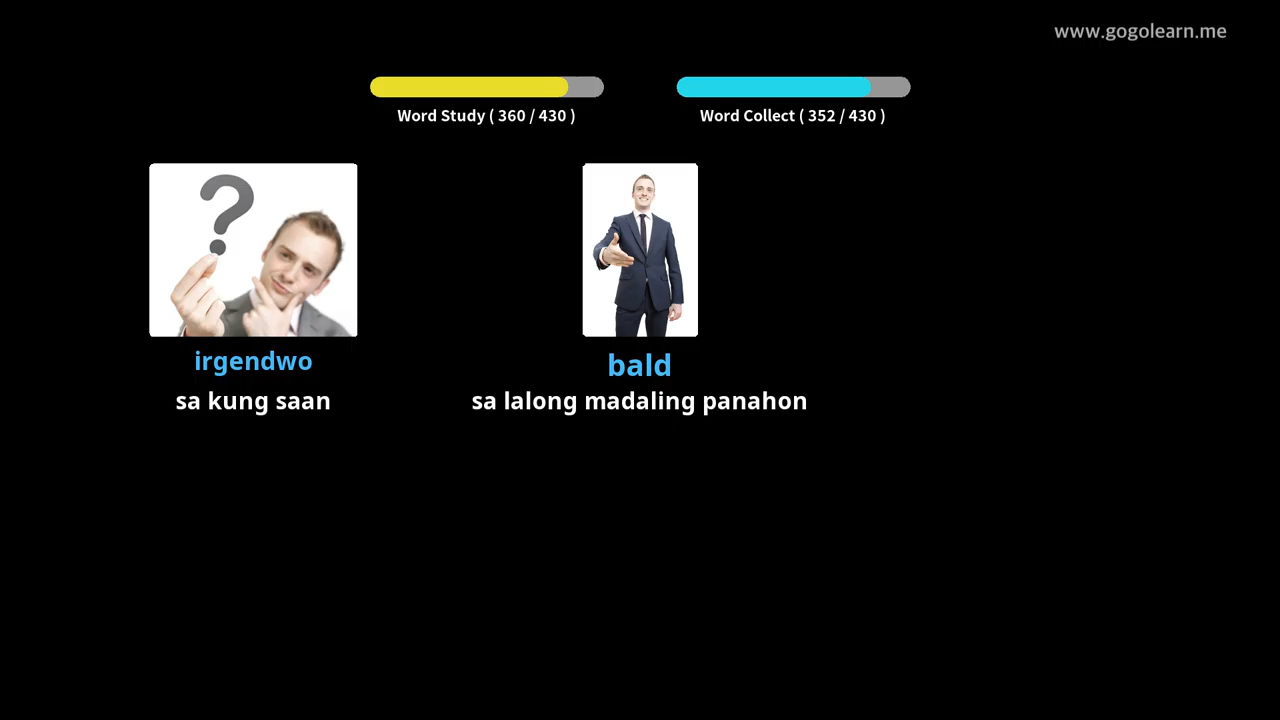 www.gogolearn.me
Word Study ( 360 / 430 )
Word Collect ( 352 / 430 )
?
irgendwo
bald
sa kung saan
sa lalong madaling panahon